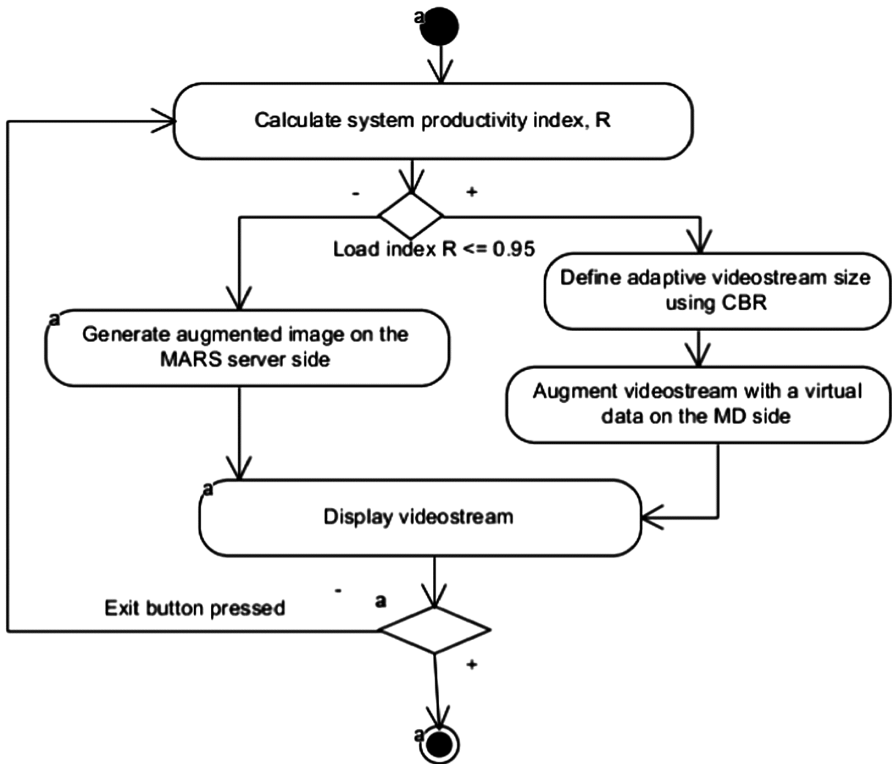 a
Calculate system productivity index, R
-
+
Load index R <= 0.95
Define adaptive videostream size
using CBR
a
Generate augmented image on the
MARS server side
Augment videostream with a virtual
data on the MD side
a
Display videostream
-
a
Exit button pressed
+
a